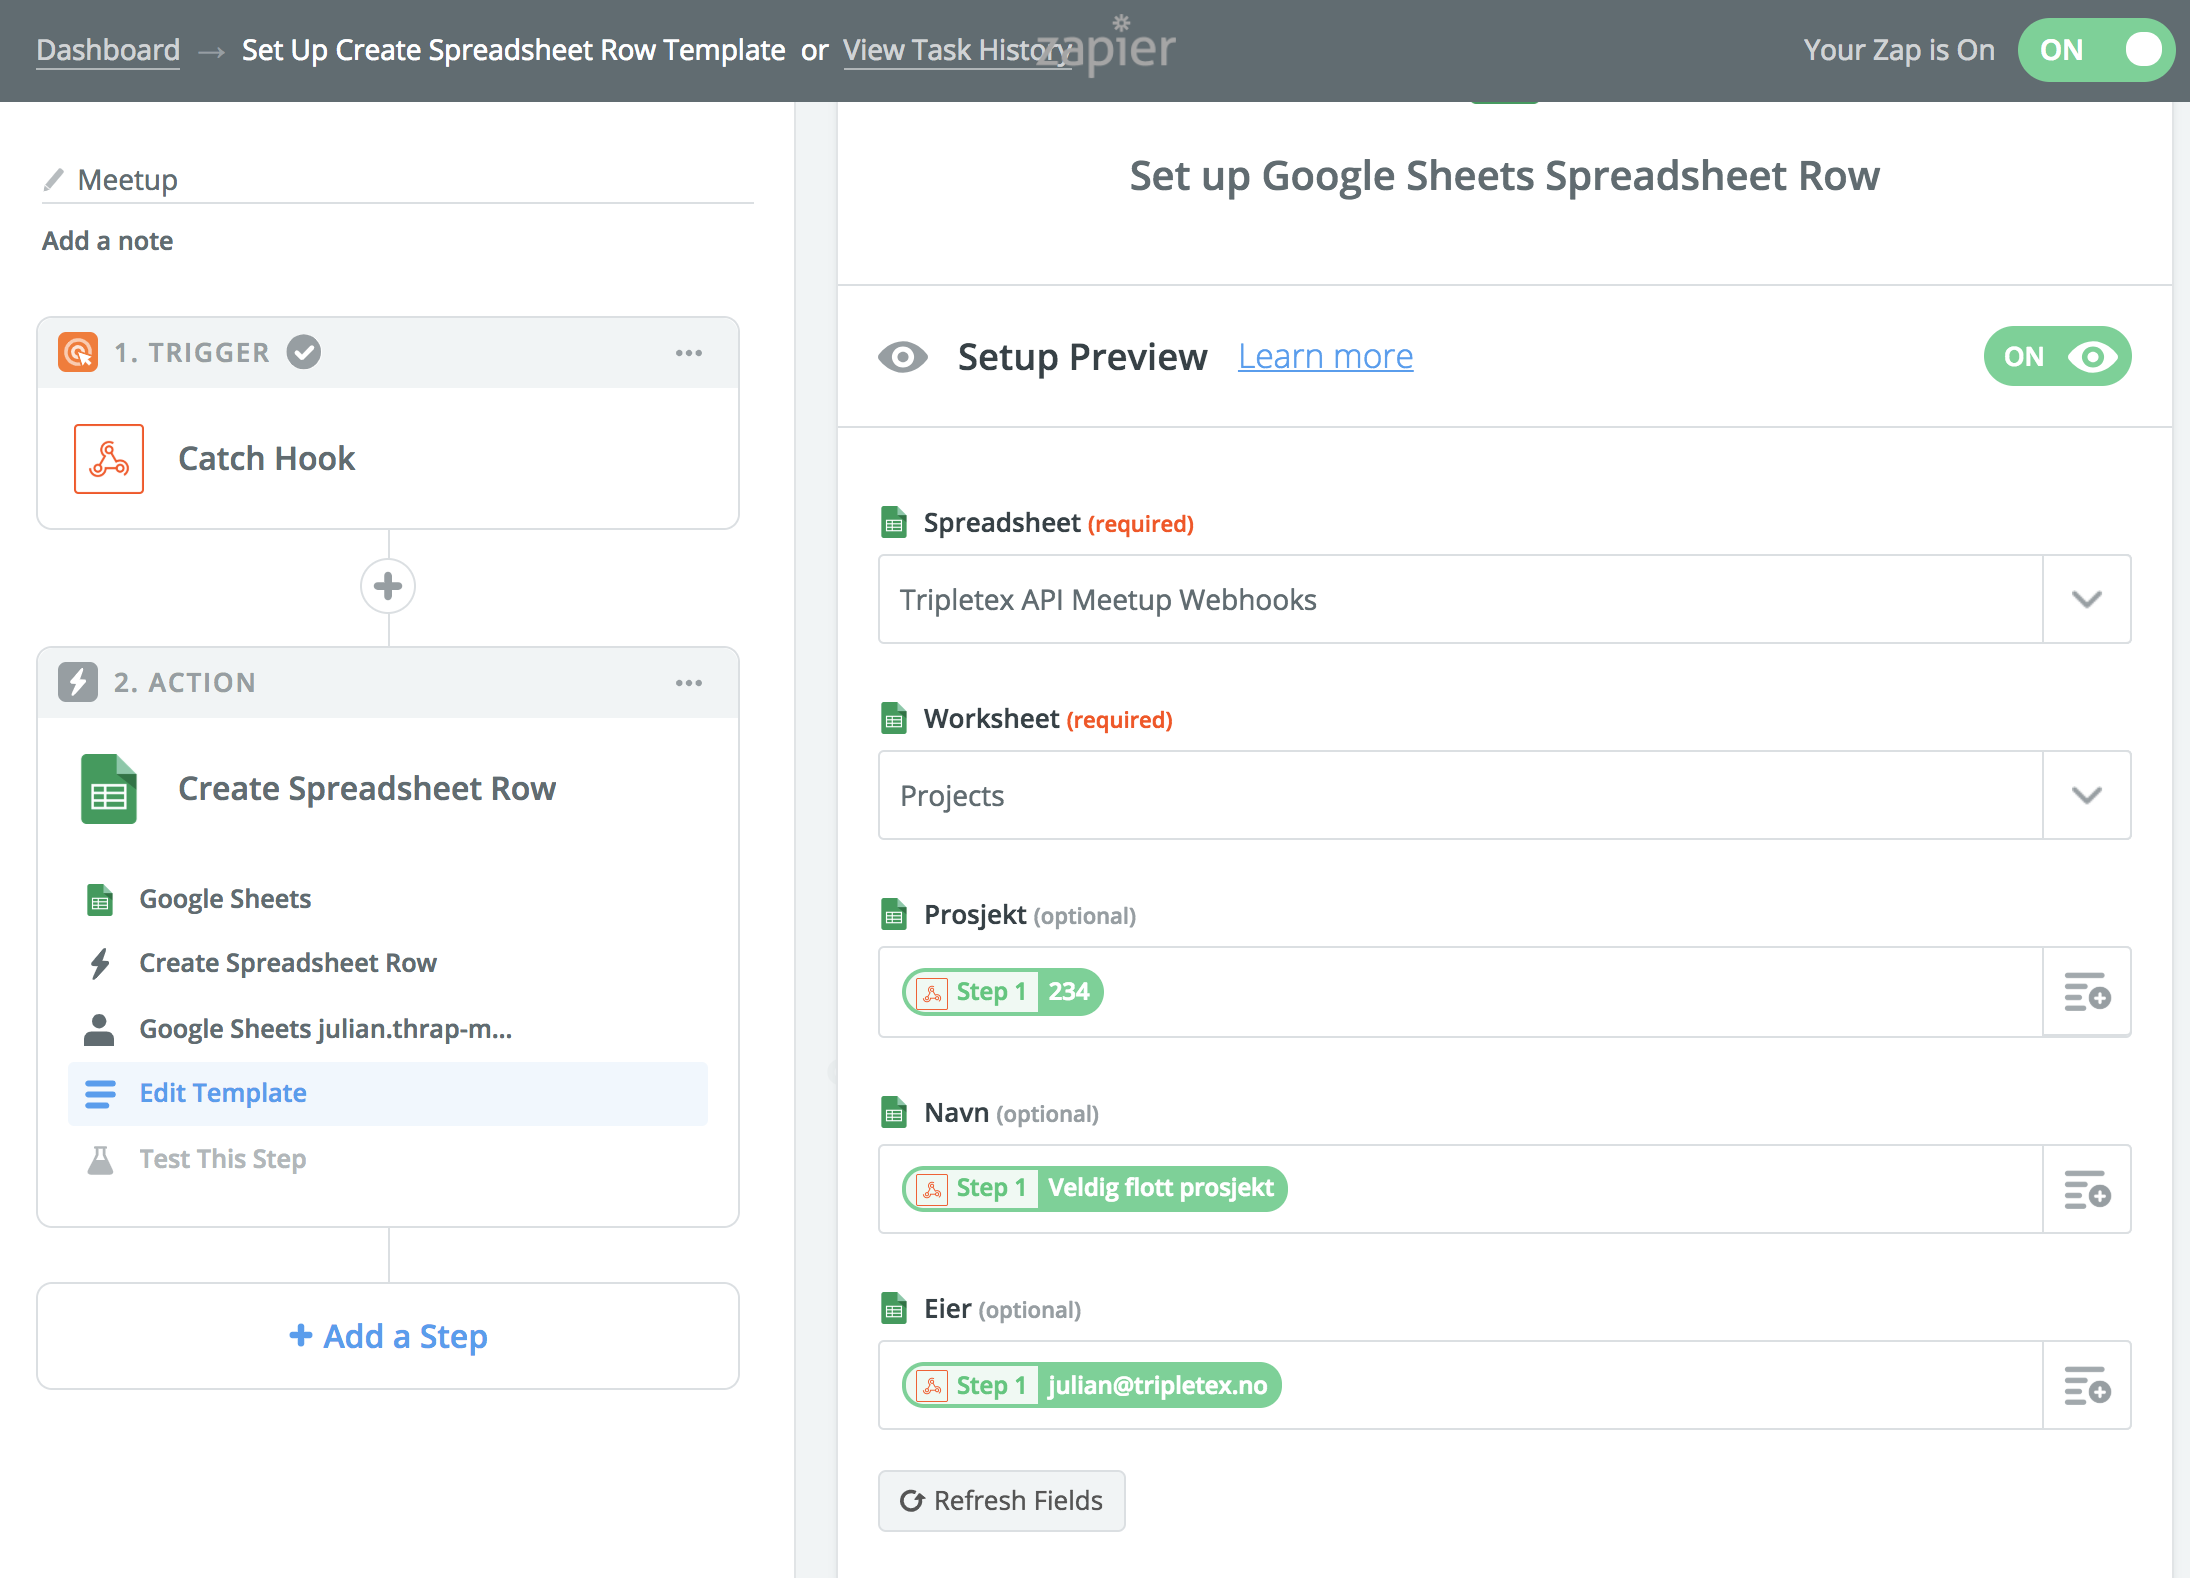 Dashboard → Set Up Create Spreadsheet Row Template or View Task History
zapier
Your Zap is On ON
Meetup
Add a note
1. TRIGGER
Catch Hook
2. ACTION
Create Spreadsheet Row
Google Sheets
Create Spreadsheet Row
Google Sheets julian.thrap-m...
Edit Template
Test This Step
+ Add a Step
Set up Google Sheets Spreadsheet Row
Setup Preview Learn more ON
Spreadsheet (required)
Tripletex API Meetup Webhooks
Worksheet (required)
Projects
Prosjekt (optional)
Step 1 234
Navn (optional)
Step 1 Veldig flott prosjekt
Eier (optional)
Step 1 julian@tripletex.no
Refresh Fields